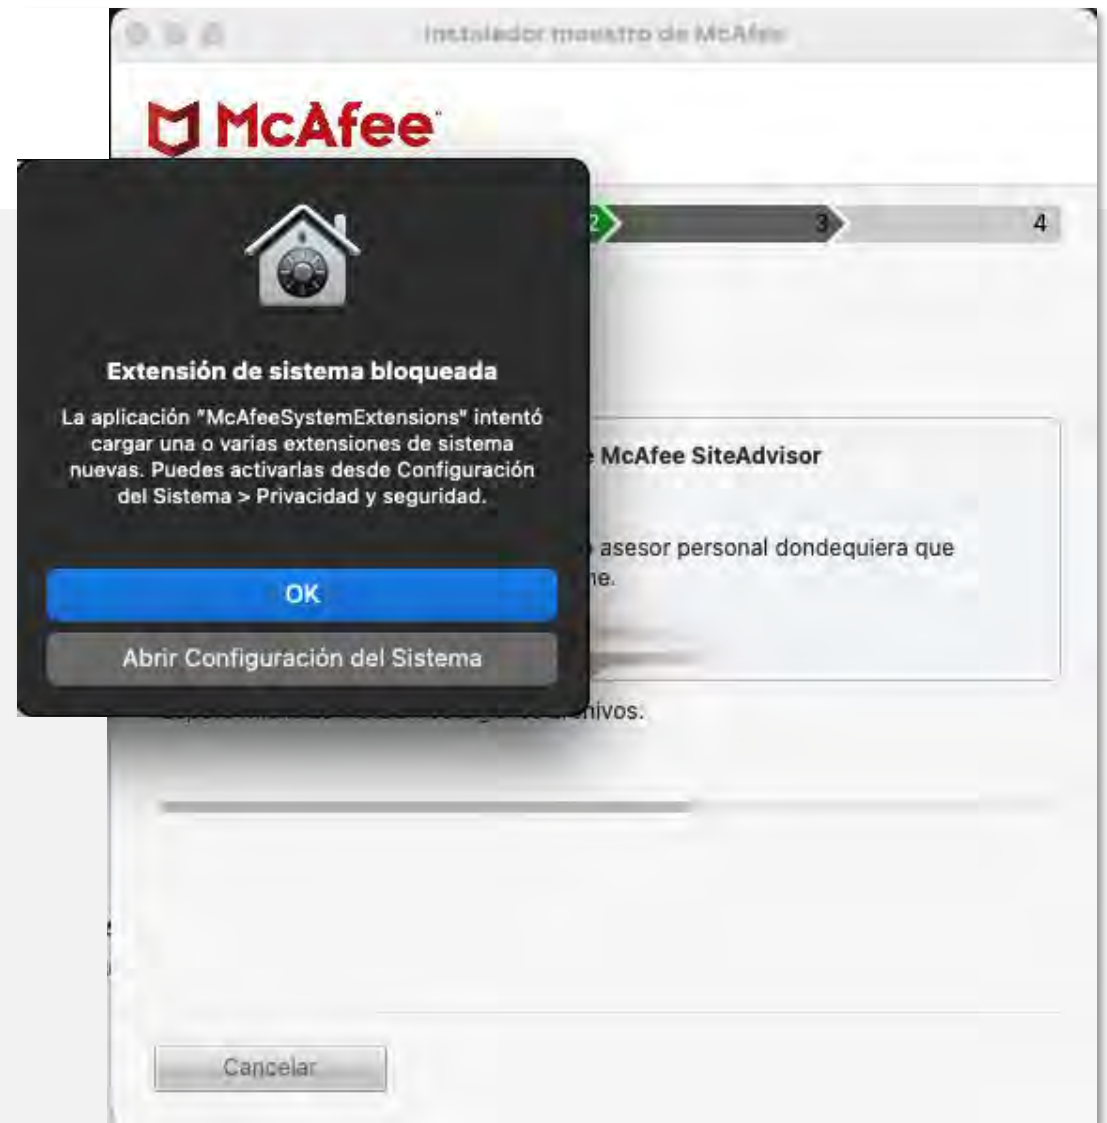 Instalador maestro de McAfee
McAfee
2 3 4
Extensión de sistema bloqueada
La aplicación "McAfeeSystemExtensions" intentó
cargar una o varias extensiones de sistema
nuevas. Puedes activarlas desde Configuración
del Sistema > Privacidad y seguridad.
OK
Abrir Configuración del Sistema
McAfee SiteAdvisor
asesor personal dondequiera que
Cancelar